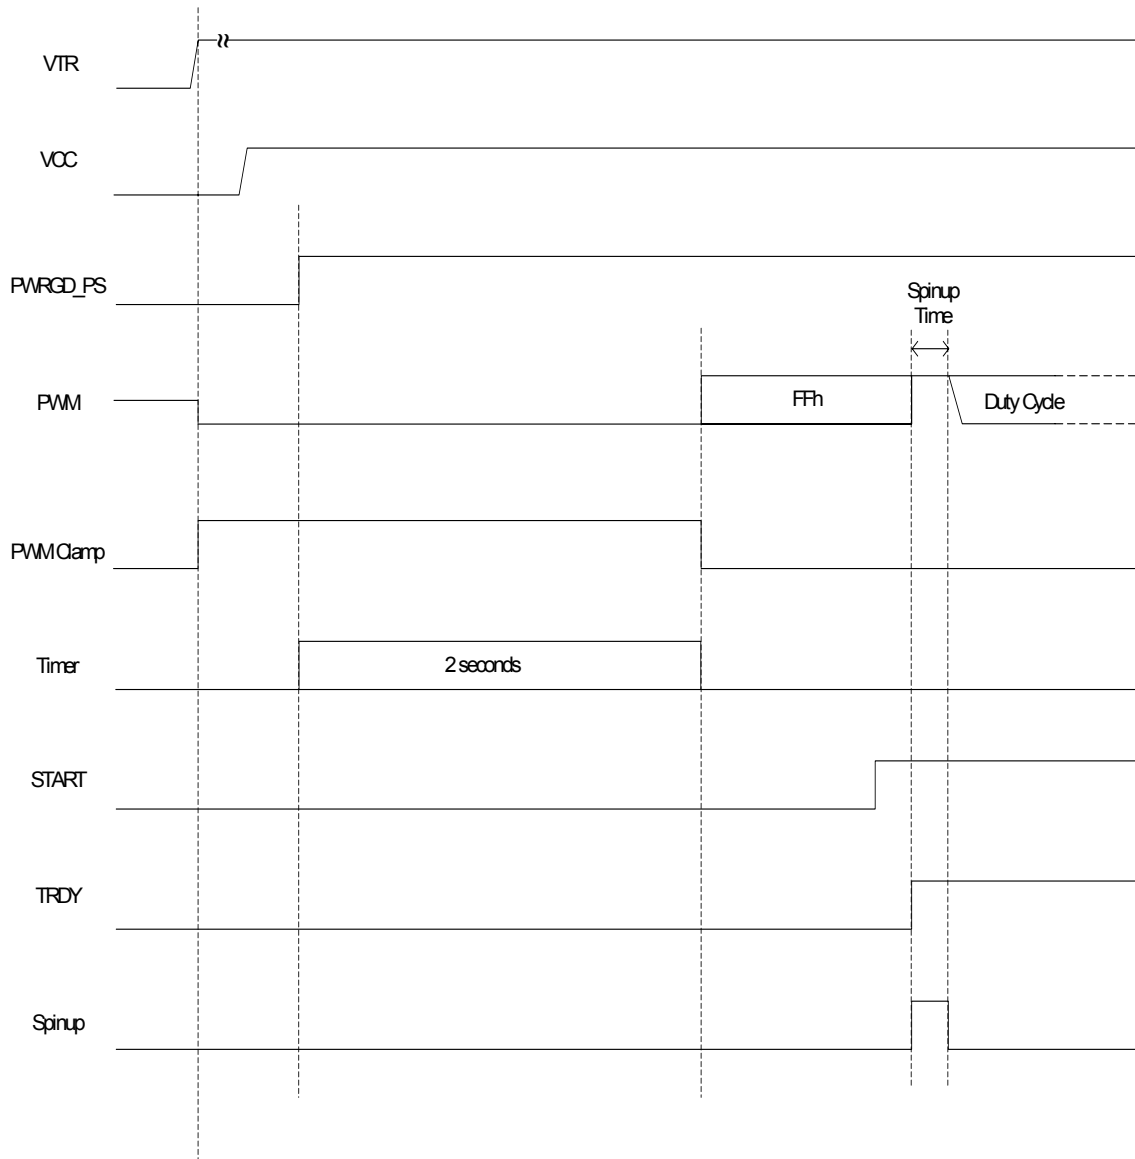 VTR
VCC
PWRGD_PS
Spinup
Time
PWM
FFh
Duty Cycle
PWM Clamp
Timer
2 seconds
START
TRDY
Spinup